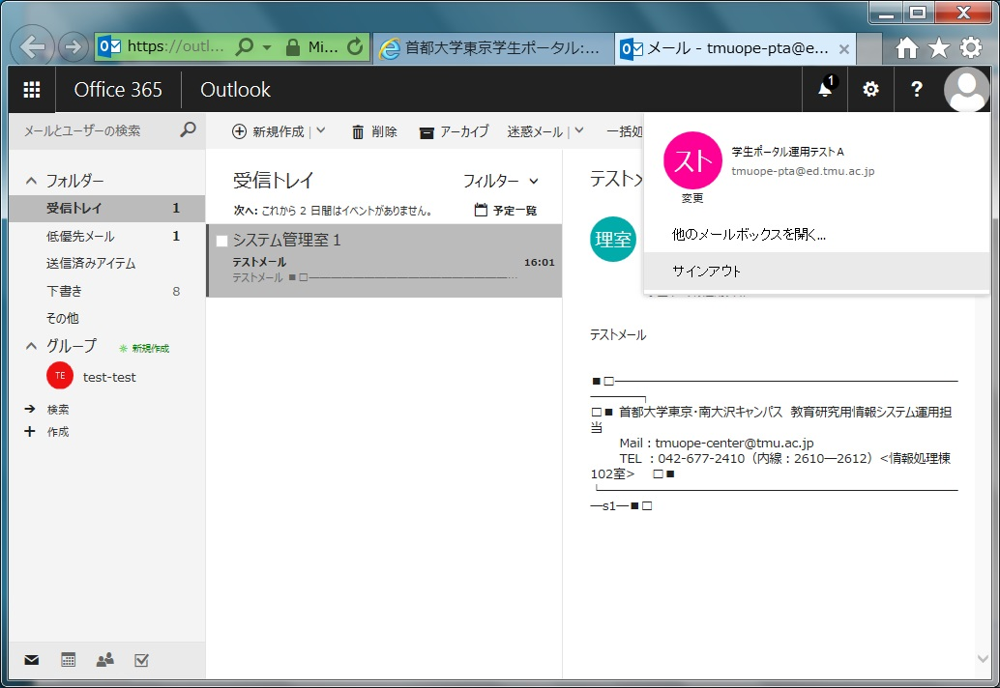 https://outl...
Mi...
首都大学東京学生ポータル:...
メール - tmuope-pta@e...
Office 365
Outlook
1
?
メールとユーザーの検索
新規作成
削除
アーカイブ
迷惑メール
一括処
フォルダー
受信トレイ 1
低優先メール 1
送信済みアイテム
下書き 8
その他
グループ
新規作成
TE
test-test
検索
作成
受信トレイ
フィルター
次へ: これから 2 日間はイベントがありません。
予定一覧
システム管理室 1
テストメール 16:01
テストメール ■□――――――――――――――――――…
テスト
スト
学生ポータル運用テストA
tmuope-pta@ed.tmu.ac.jp
変更
他のメールボックスを開く...
サインアウト
理室
テストメール
■□――――――――――――――――――――――――
――――┐
□■ 首都大学東京・南大沢キャンパス 教育研究用情報システム運用担
当
Mail : tmuope-center@tmu.ac.jp
TEL : 042-677-2410（内線 : 2610―2612）<情報処理棟
102室> □■
└―――――――――――――――――――――――――
―s1―■□